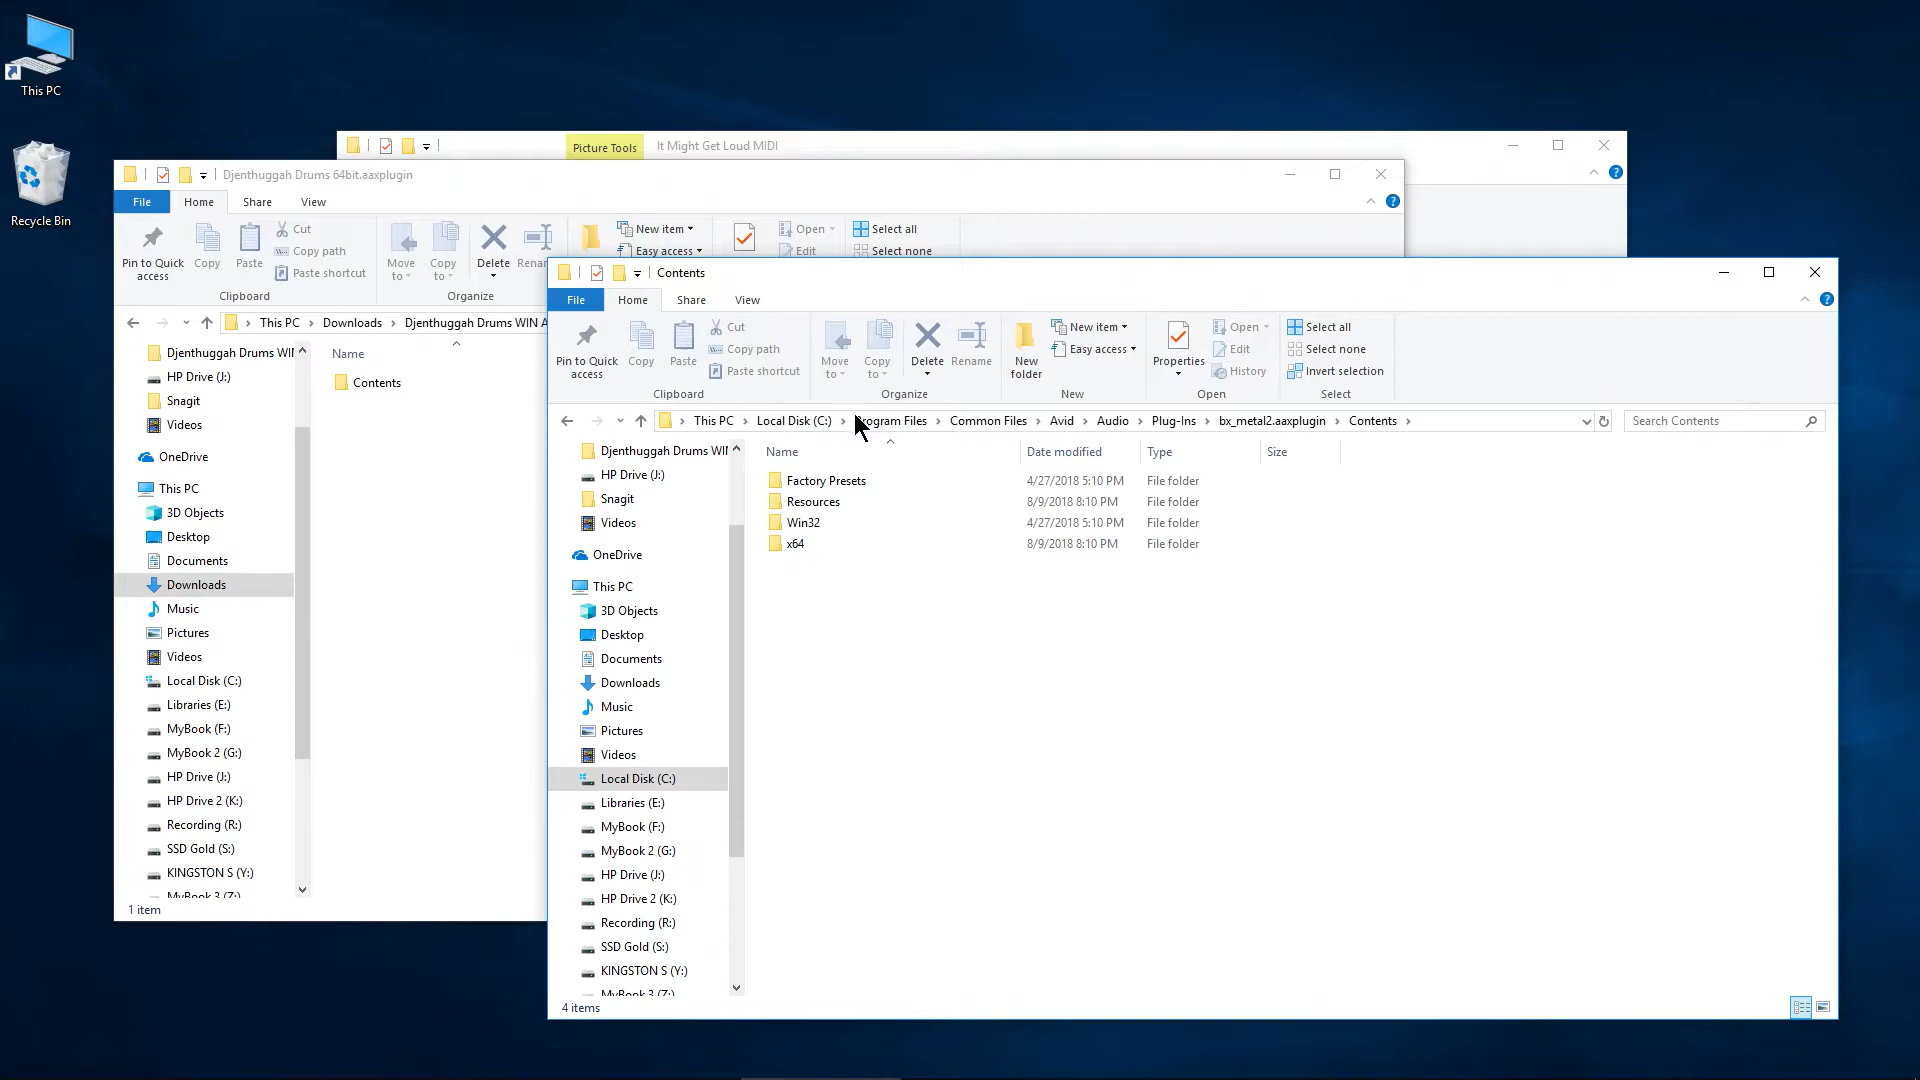 This PC
Recycle Bin
Picture Tools
It Might Get Loud MIDI
Djenthuggah Drums 64bit.aaxplugin
File
Home
Share
View
Pin to Quick access
Copy
Paste
Cut
Copy path
Paste shortcut
Move to
Copy to
Delete
New item
Easy access
Open
Edit
Select all
Select none
Clipboard
Organize
This PC
Downloads
Djenthuggah Drums WIN A
Djenthuggah Drums WIN
HP Drive (J:)
Snagit
Videos
OneDrive
This PC
3D Objects
Desktop
Documents
Downloads
Music
Pictures
Videos
Local Disk (C:)
Libraries (E:)
MyBook (F:)
MyBook 2 (G:)
HP Drive (J:)
HP Drive 2 (K:)
Recording (R:)
SSD Gold (S:)
KINGSTON S (Y:)
MyBook 3 (Z:)
Name
Contents
1 item
Contents
File
Home
Share
View
Pin to Quick access
Copy
Paste
Cut
Copy path
Paste shortcut
Clipboard
Move to
Copy to
Delete
Rename
Organize
New folder
New item
Easy access
New
Properties
Open
Edit
History
Open
Select all
Select none
Invert selection
Select
This PC
Local Disk (C:)
Program Files
Common Files
Avid
Audio
Plug-Ins
bx_metal2.aaxplugin
Contents
Search Contents
Djenthuggah Drums WIN
HP Drive (J:)
Snagit
Videos
OneDrive
This PC
3D Objects
Desktop
Documents
Downloads
Music
Pictures
Videos
Local Disk (C:)
Libraries (E:)
MyBook (F:)
MyBook 2 (G:)
HP Drive (J:)
HP Drive 2 (K:)
Recording (R:)
SSD Gold (S:)
KINGSTON S (Y:)
MyBook 3 (Z:)
Name Date modified Type Size
Factory Presets 4/27/2018 5:10 PM File folder
Resources 8/9/2018 8:10 PM File folder
Win32 4/27/2018 5:10 PM File folder
x64 8/9/2018 8:10 PM File folder
4 items